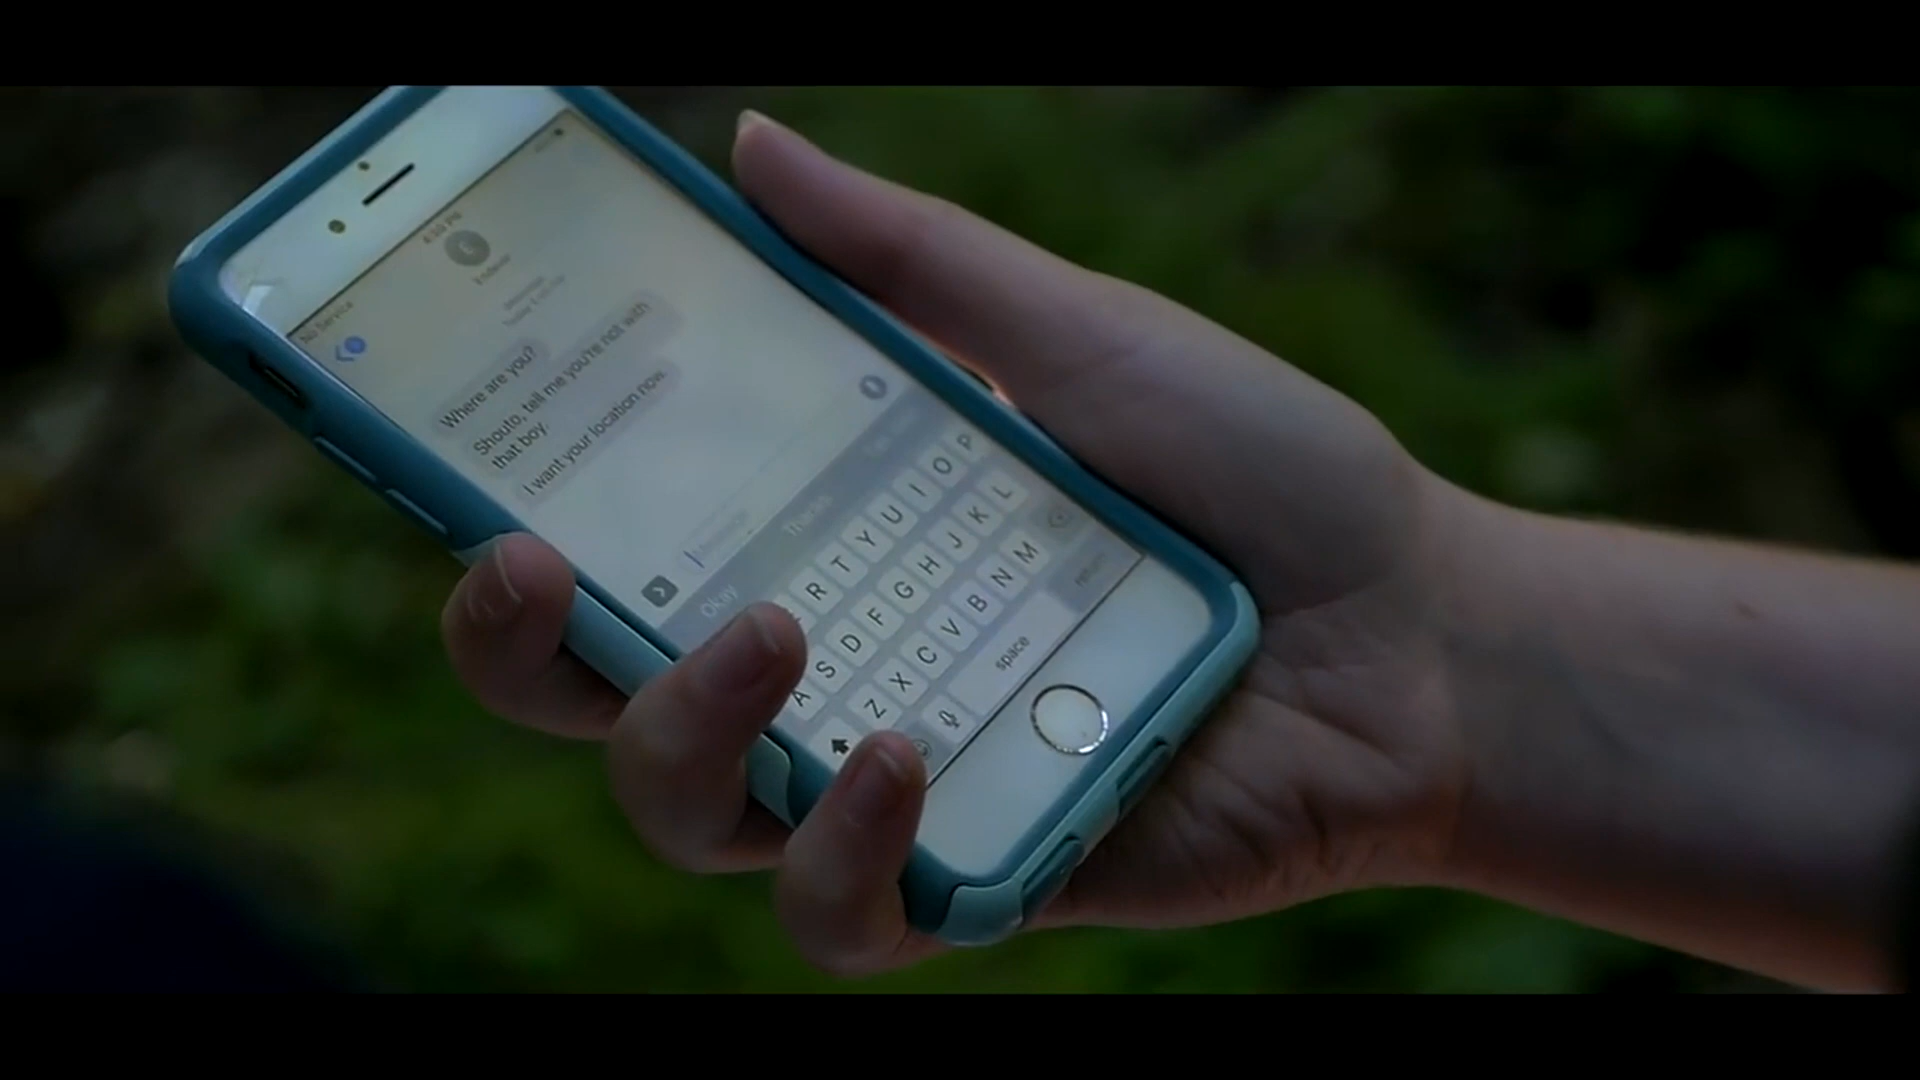 No Service
Where are you?
Shouto, tell me you're not with
that boy.
I want your location now.
Okay
Thanks
R T Y U I O P
A S D F G H J K L
Z X C V B N M
space
return